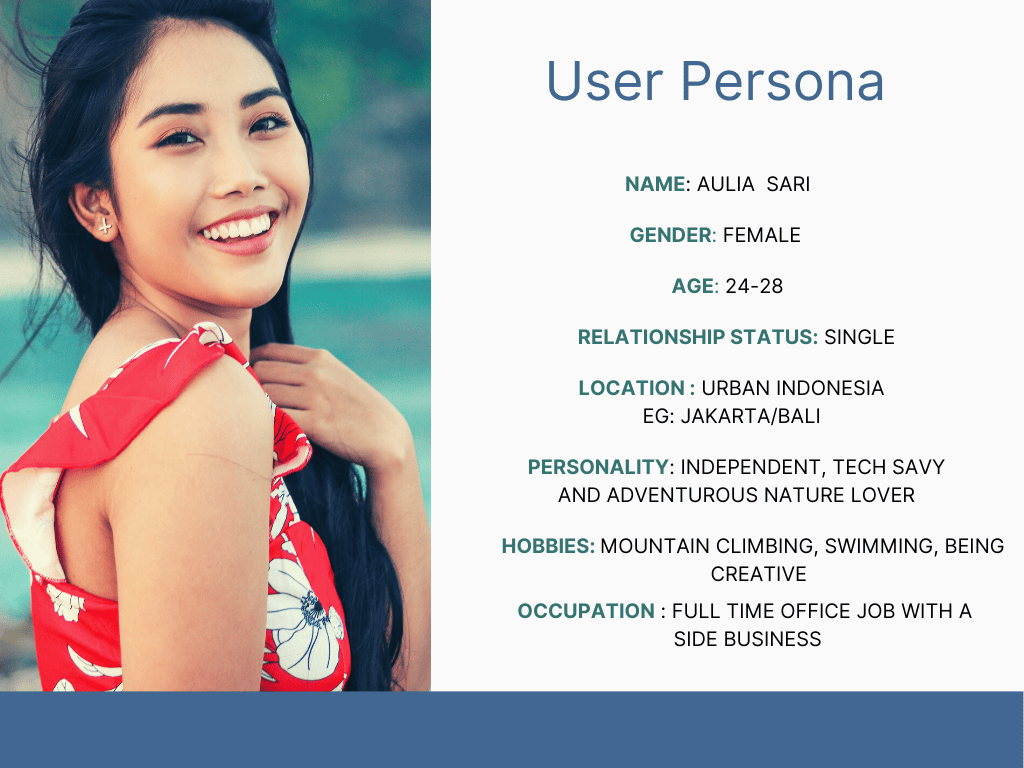 User Persona
NAME: AULIA  SARI
GENDER: FEMALE
AGE: 24-28
RELATIONSHIP STATUS: SINGLE
LOCATION : URBAN INDONESIA
EG: JAKARTA/BALI
PERSONALITY: INDEPENDENT, TECH SAVY
AND ADVENTUROUS NATURE LOVER
HOBBIES: MOUNTAIN CLIMBING, SWIMMING, BEING
CREATIVE
OCCUPATION : FULL TIME OFFICE JOB WITH A
SIDE BUSINESS